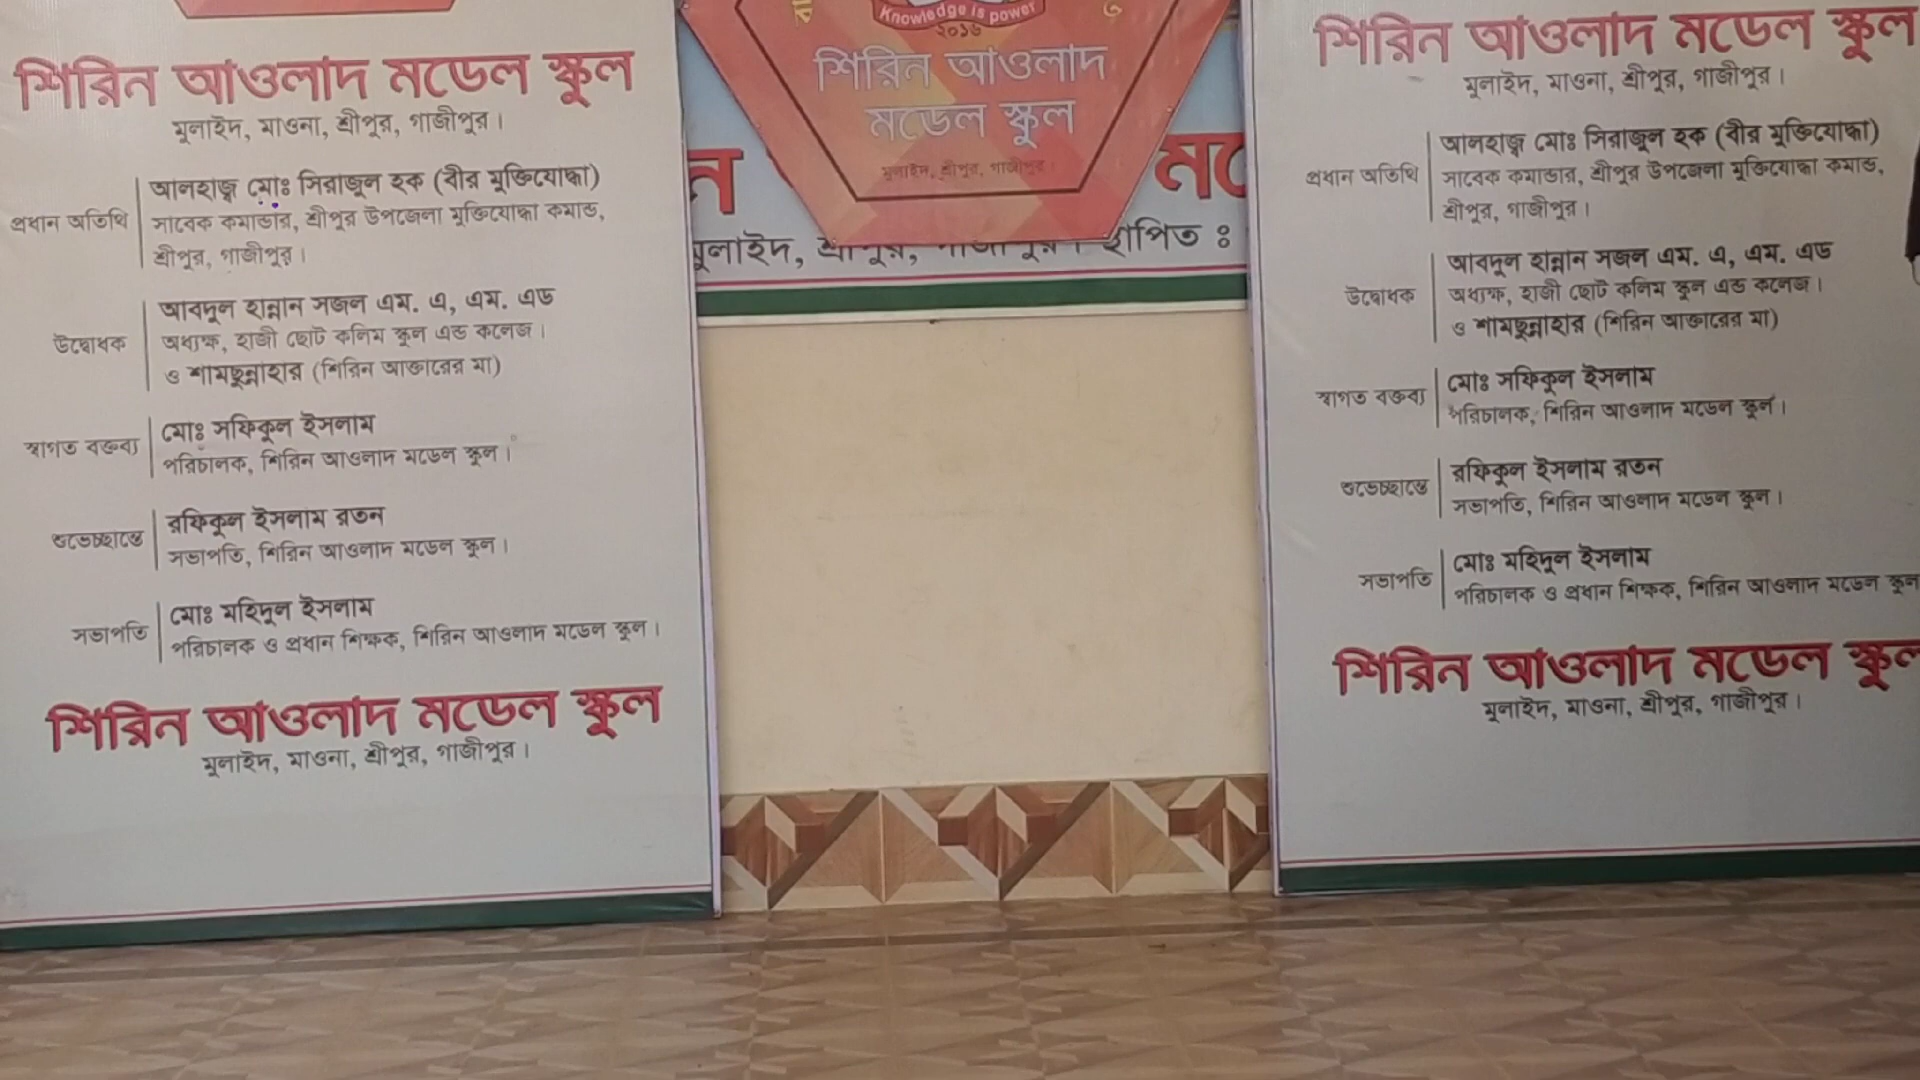 শিরিন আওলাদ মডেল স্কুল
মুলাইদ, মাওনা, শ্রীপুর, গাজীপুর।
প্রধান অতিথি
আলহাজ্ব মোঃ সিরাজুল হক (বীর মুক্তিযোদ্ধা)
সাবেক কমান্ডার, শ্রীপুর উপজেলা মুক্তিযোদ্ধা কমান্ড,
শ্রীপুর, গাজীপুর।
উদ্বোধক
আবদুল হান্নান সজল এম. এ, এম. এড
অধ্যক্ষ, হাজী ছোট কলিম স্কুল এন্ড কলেজ।
ও শামছুন্নাহার (শিরিন আক্তারের মা)
স্বাগত বক্তব্য
মোঃ সফিকুল ইসলাম
পরিচালক, শিরিন আওলাদ মডেল স্কুল।
শুভেচ্ছান্তে
রফিকুল ইসলাম রতন
সভাপতি, শিরিন আওলাদ মডেল স্কুল।
সভাপতি
মোঃ মহিদুল ইসলাম
পরিচালক ও প্রধান শিক্ষক, শিরিন আওলাদ মডেল স্কুল।
শিরিন আওলাদ মডেল স্কুল
মুলাইদ, মাওনা, শ্রীপুর, গাজীপুর।
Knowledge is power
২০১৬
শিরিন আওলাদ
মডেল স্কুল
মুলাইদ, শ্রীপুর, গাজীপুর।
মুলাইদ, শ্রীপুর, গাজীপুর। স্থাপিত ঃ
শিরিন আওলাদ মডেল স্কুল
মুলাইদ, মাওনা, শ্রীপুর, গাজীপুর।
প্রধান অতিথি
আলহাজ্ব মোঃ সিরাজুল হক (বীর মুক্তিযোদ্ধা)
সাবেক কমান্ডার, শ্রীপুর উপজেলা মুক্তিযোদ্ধা কমান্ড,
শ্রীপুর, গাজীপুর।
উদ্বোধক
আবদুল হান্নান সজল এম. এ, এম. এড
অধ্যক্ষ, হাজী ছোট কলিম স্কুল এন্ড কলেজ।
ও শামছুন্নাহার (শিরিন আক্তারের মা)
স্বাগত বক্তব্য
মোঃ সফিকুল ইসলাম
পরিচালক, শিরিন আওলাদ মডেল স্কুল।
শুভেচ্ছান্তে
রফিকুল ইসলাম রতন
সভাপতি, শিরিন আওলাদ মডেল স্কুল।
সভাপতি
মোঃ মহিদুল ইসলাম
পরিচালক ও প্রধান শিক্ষক, শিরিন আওলাদ মডেল স্কুল
শিরিন আওলাদ মডেল স্কুল
মুলাইদ, মাওনা, শ্রীপুর, গাজীপুর।